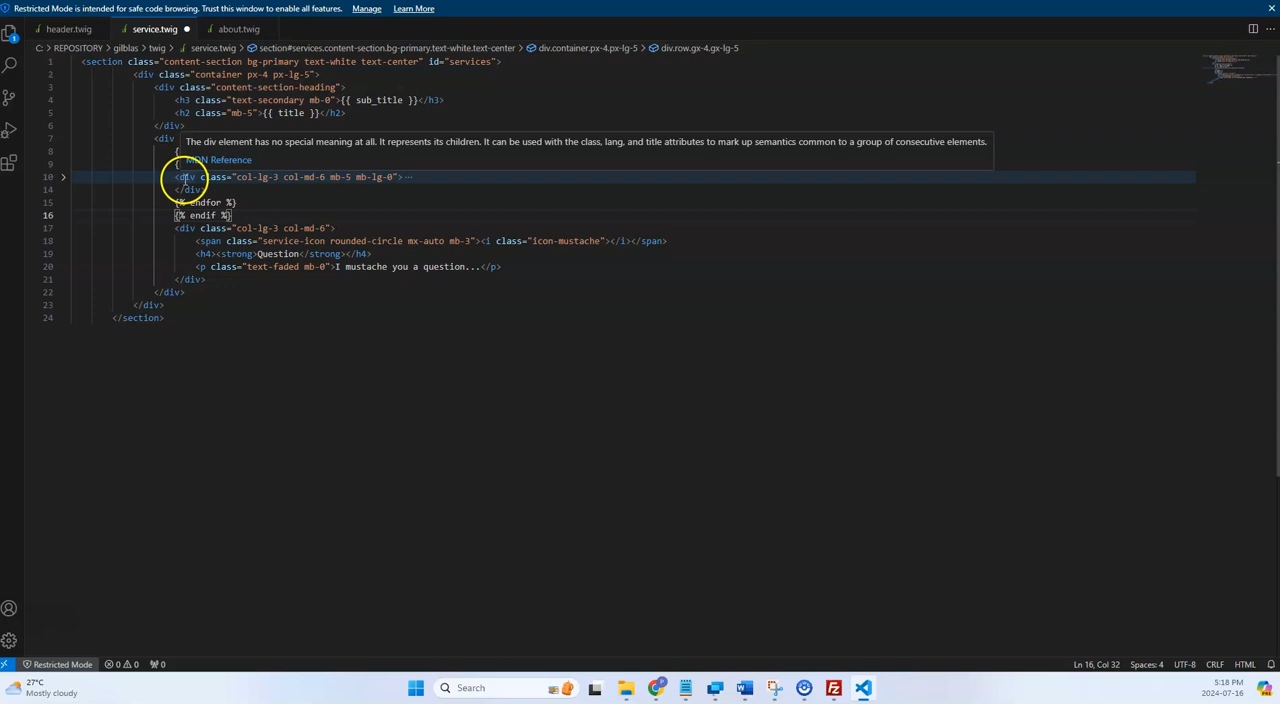 Restricted Mode is intended for safe code browsing. Trust this window to enable all features. Manage Learn More
header.twig service.twig about.twig
C: > REPOSITORY > gilblas > twig > service.twig > section#services.content-section.bg-primary.text-white.text-center > div.container.px-4.px-lg-5 > div.row.gx-4.gx-lg-5
1 <section class="content-section bg-primary text-white text-center" id="services">
2 <div class="container px-4 px-lg-5">
3 <div class="content-section-heading">
4 <h3 class="text-secondary mb-0">{{ sub_title }}</h3>
5 <h2 class="mb-5">{{ title }}</h2>
6 </div>
7 <div
The div element has no special meaning at all. It represents its children. It can be used with the class, lang, and title attributes to mark up semantics common to a group of consecutive elements.
8 {
MDN Reference
9 {
10 <div class="col-lg-3 col-md-6 mb-5 mb-lg-0"> ...
14 </div>
15 {% endfor %}
16 {% endif %}
17 <div class="col-lg-3 col-md-6">
18 <span class="service-icon rounded-circle mx-auto mb-3"><i class="icon-mustache"></i></span>
19 <h4><strong>Question</strong></h4>
20 <p class="text-faded mb-0">I mustache you a question...</p>
21 </div>
22 </div>
23 </div>
24 </section>
1
Restricted Mode 0 0 0 Ln 16, Col 32 Spaces: 4 UTF-8 CRLF HTML
27°C
Mostly cloudy
Search
5:18 PM
2024-07-16